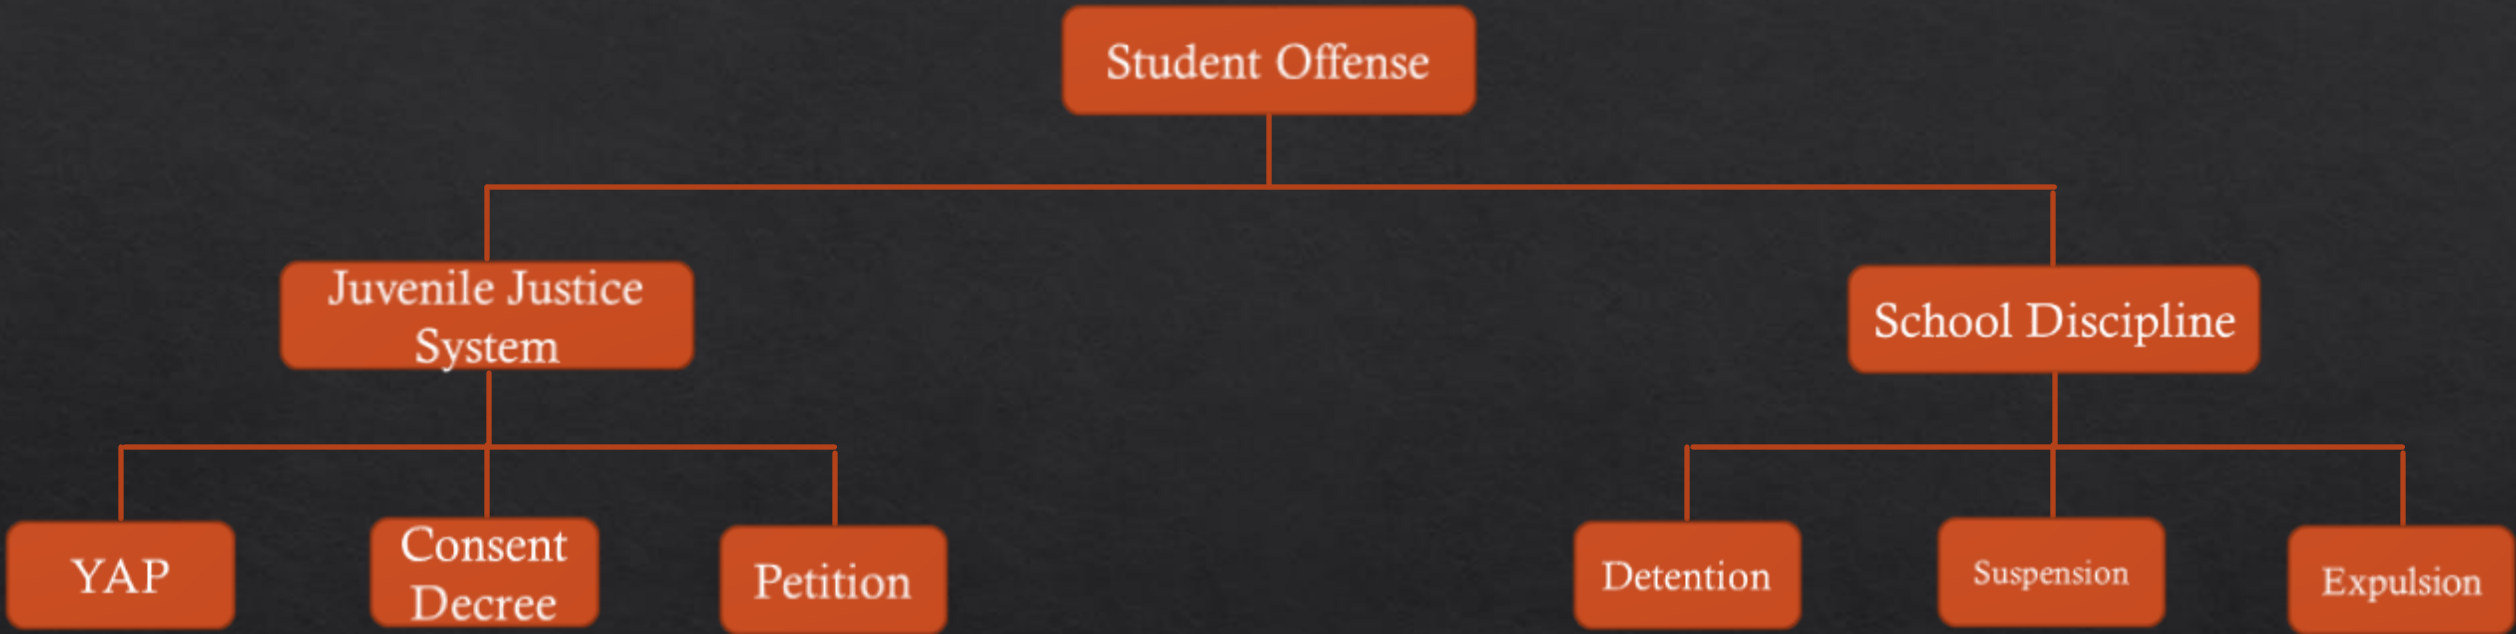 Student Offense
Juvenile Justice
System
School Discipline
YAP
Consent
Decree
Petition
Detention
Suspension
Expulsion